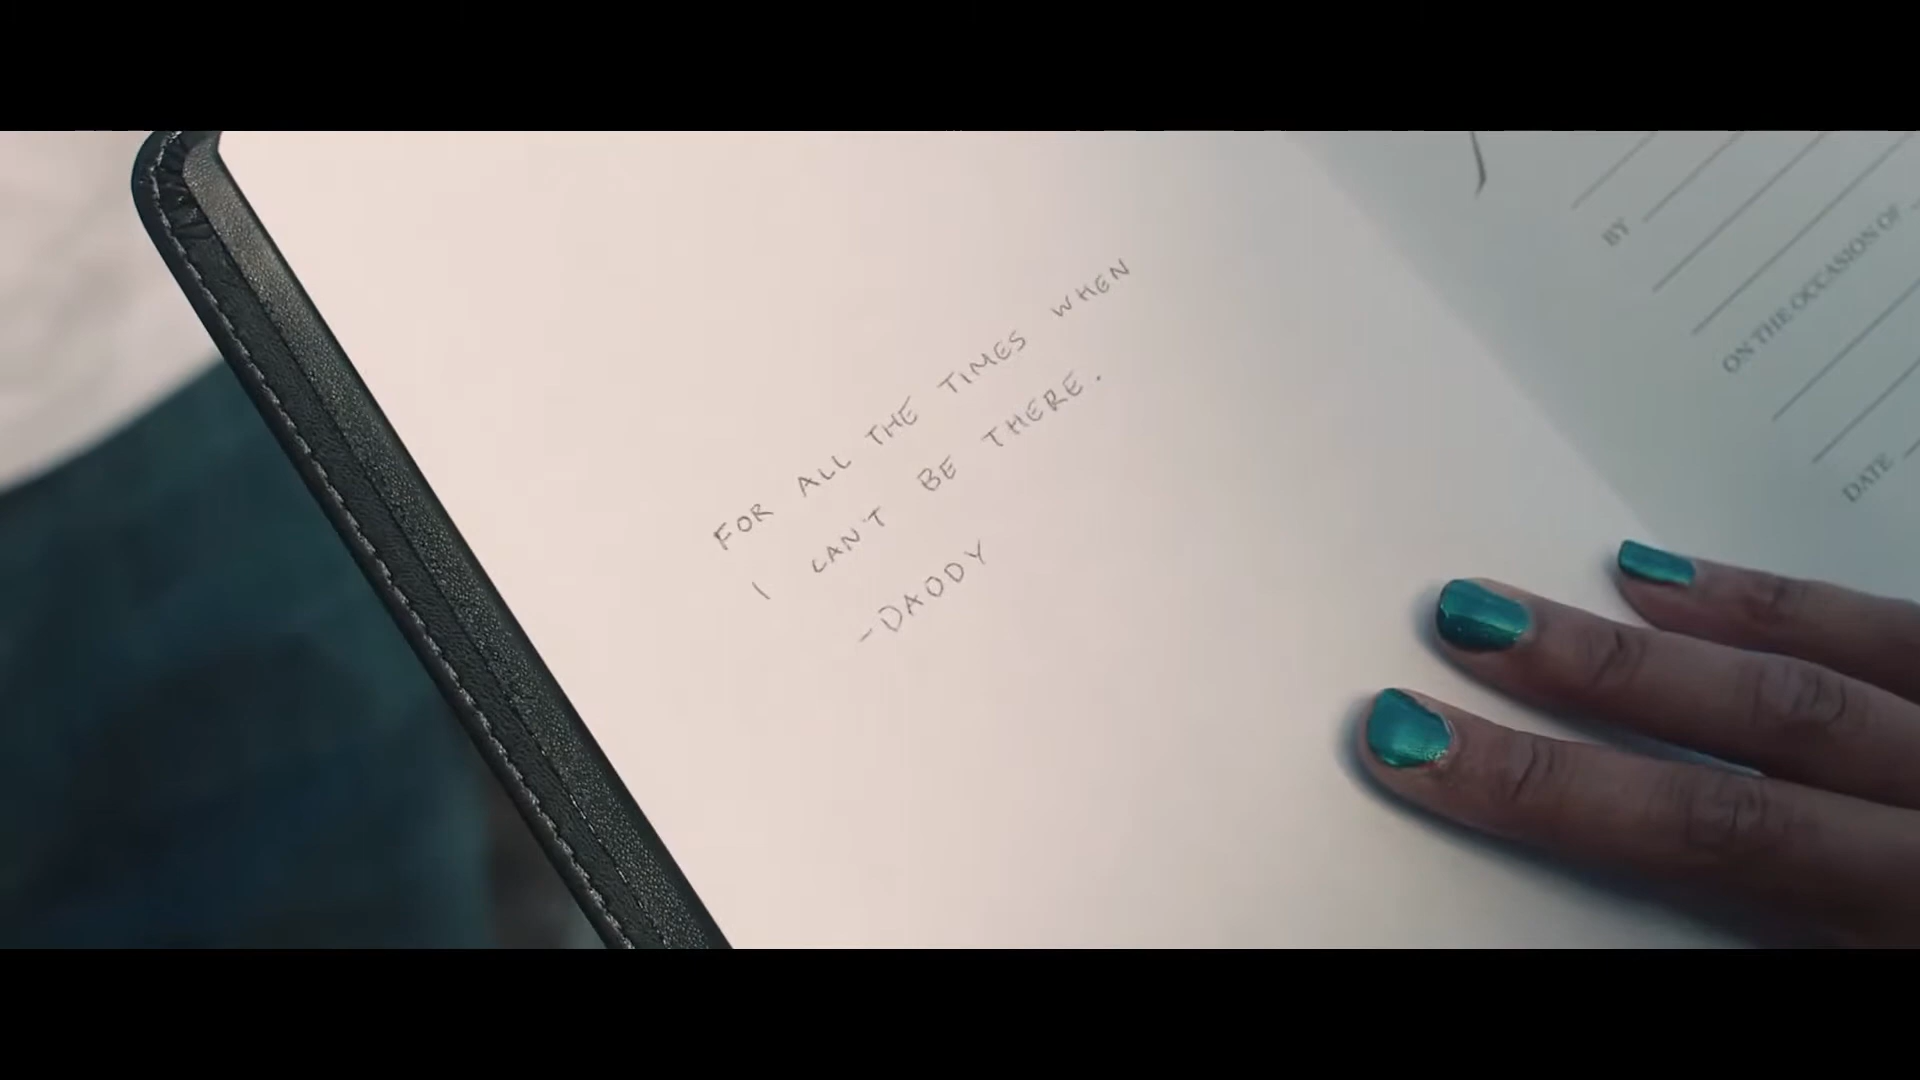 FOR ALL THE TIMES WHEN
I CAN'T BE THERE.
-DADDY
BY
ON THE OCCASION OF
DATE